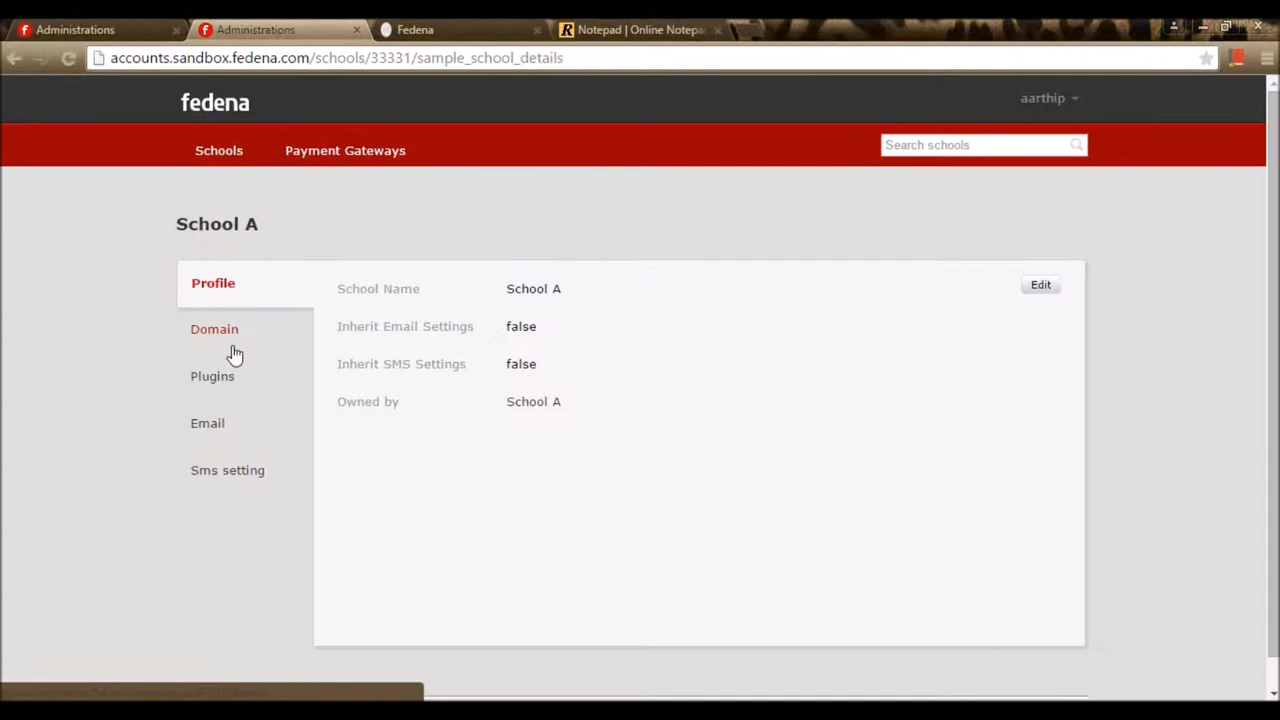 Administrations
Administrations
Fedena
Notepad | Online Notepa
accounts.sandbox.fedena.com/schools/33331/sample_school_details
fedena
aarthip
Schools
Payment Gateways
Search schools
School A
Profile
School Name
School A
Edit
Domain
Inherit Email Settings
false
Inherit SMS Settings
false
Plugins
Owned by
School A
Email
Sms setting